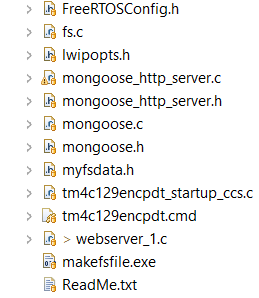 FreeRTOSConfig.h
fs.c
lwipopts.h
mongoose_http_server.c
mongoose_http_server.h
mongoose.c
mongoose.h
myfsdata.h
tm4c129encpdt_startup_ccs.c
tm4c129encpdt.cmd
> webserver_1.c
makefsfile.exe
ReadMe.txt